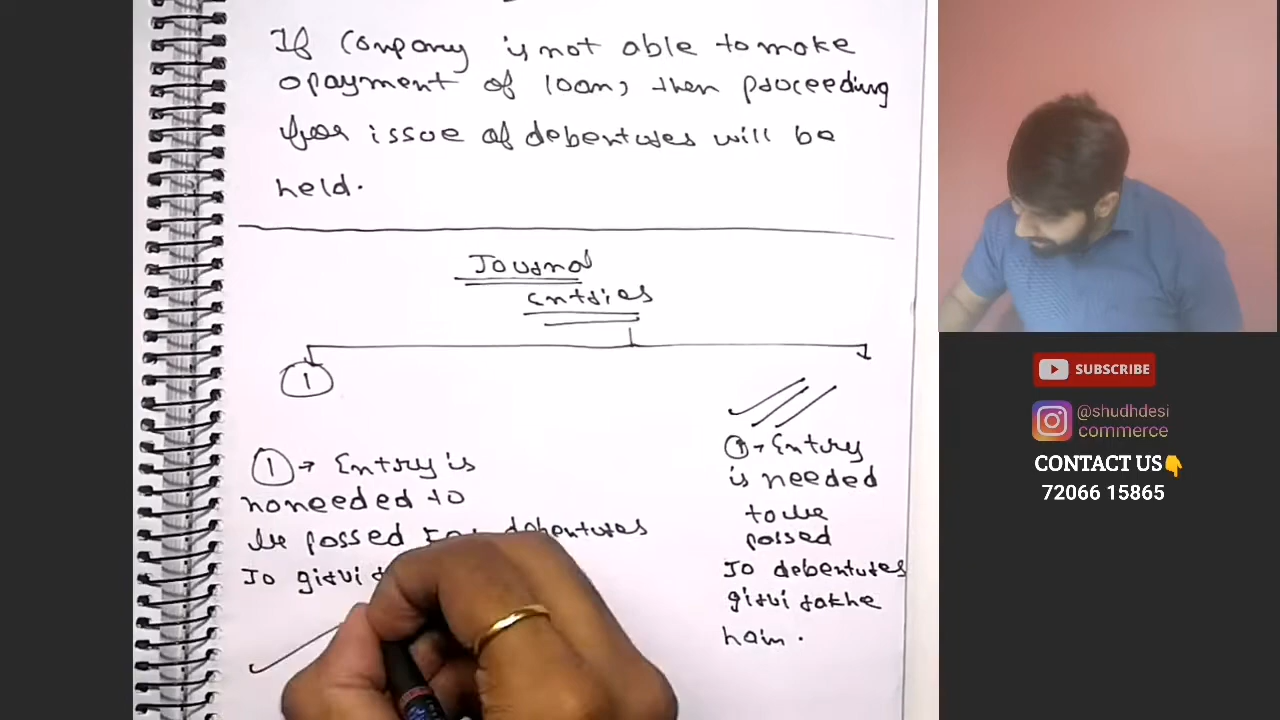 If Company is not able to make
payment of loan, then proceeding
for issue of debentures will be
held.
Journal
Entries
1
1 → Entry is
no needed to
be passed for debentures
Jo girvi
1 → Entry
is needed
to be
passed
Jo debentures
girvi rakhe
hain.
SUBSCRIBE
@shudhdesi
commerce
CONTACT US👇
72066 15865